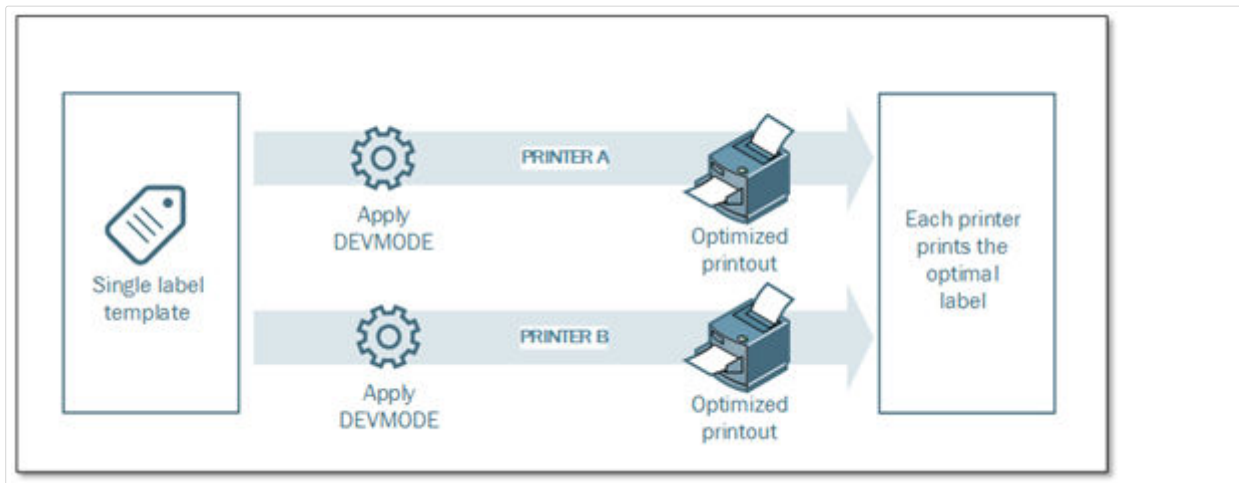 Single label
template
PRINTER A
Apply
DEVMODE
Optimized
printout
PRINTER B
Apply
DEVMODE
Optimized
printout
Each printer
prints the
optimal
label